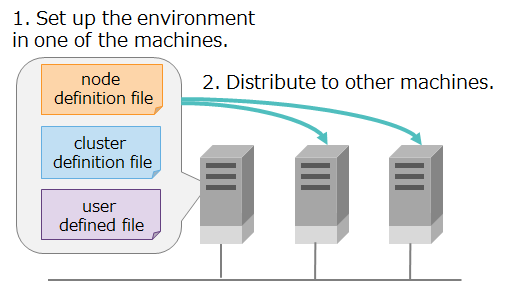 1. Set up the environment
in one of the machines.
node
definition file
2. Distribute to other machines.
cluster
definition file
user
defined file